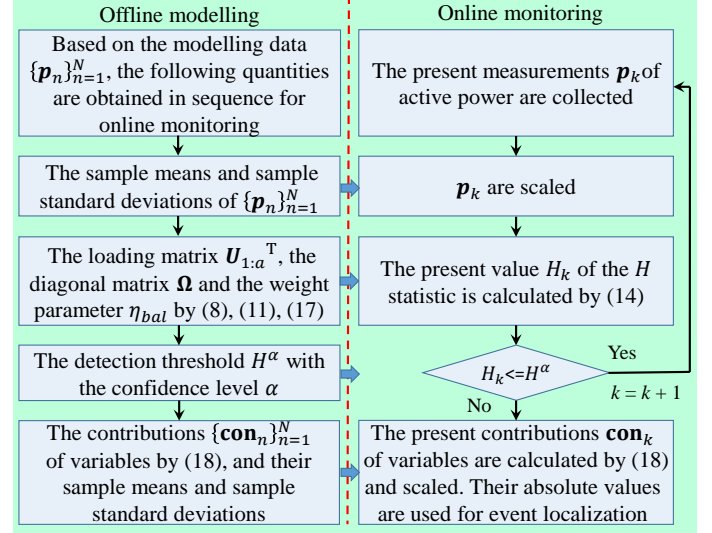 Offline modelling
Based on the modelling data
{𝒑ₙ}ᴺₙ₌₁, the following quantities
are obtained in sequence for
online monitoring
The sample means and sample
standard deviations of {𝒑ₙ}ᴺₙ₌₁
The loading matrix 𝑼₁:ₐᵀ, the
diagonal matrix 𝛀 and the weight
parameter η_bal by (8), (11), (17)
The detection threshold H^α with
the confidence level α
The contributions {𝐜𝐨𝐧ₙ}ᴺₙ₌₁
of variables by (18), and their
sample means and sample
standard deviations
Online monitoring
The present measurements 𝒑ₖ of
active power are collected
𝒑ₖ are scaled
The present value Hₖ of the H
statistic is calculated by (14)
Hₖ<=H^α
Yes
k = k + 1
No
The present contributions 𝐜𝐨𝐧ₖ
of variables are calculated by (18)
and scaled. Their absolute values
are used for event localization